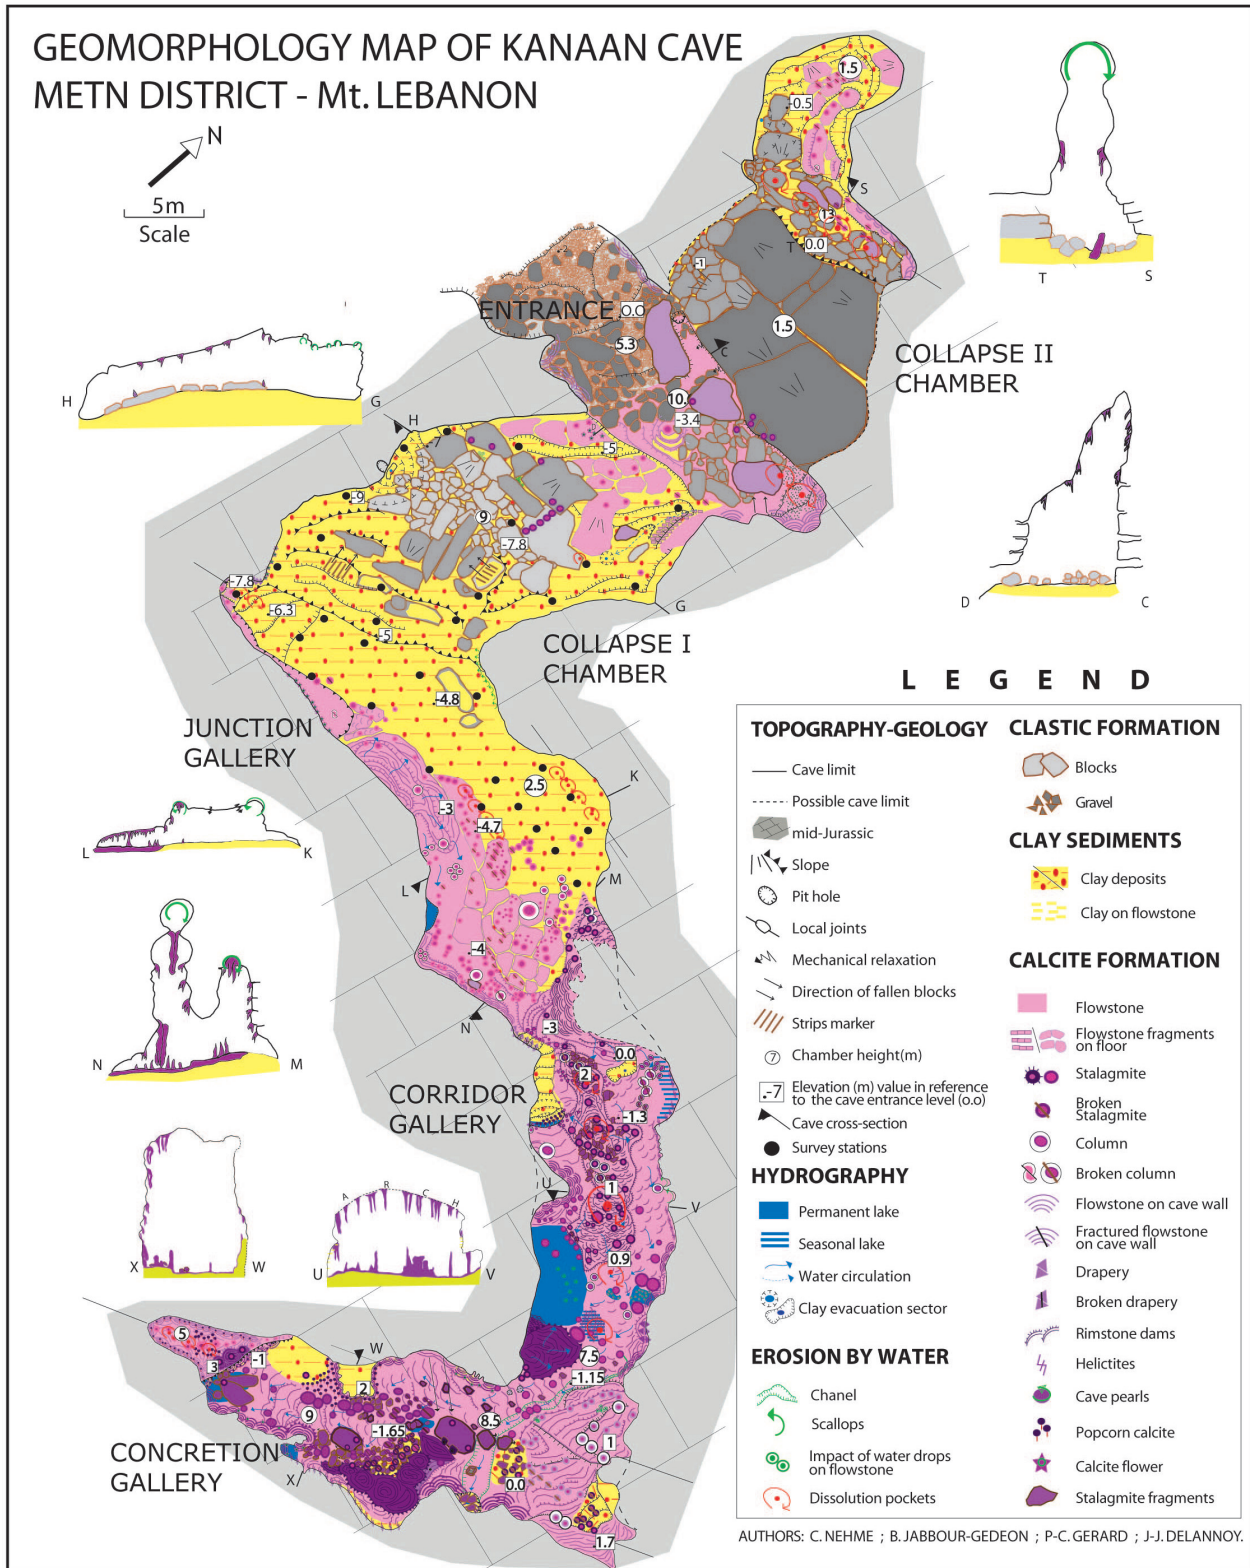 GEOMORPHOLOGY MAP OF KANAAN CAVE
METN DISTRICT - Mt. LEBANON
N
5m
Scale
1.5
-0.5
S
13
0.0
T
-1
ENTRANCE
0.0
5.3
C
1.5
COLLAPSE II
CHAMBER
10
-3.4
T
S
H
G
H
-7
-5
-9
9
-7.8
G
D
C
-7.8
-6.3
-5
COLLAPSE I
CHAMBER
-4.8
JUNCTION
GALLERY
K
2.5
-3
-4.7
L
K
L
M
-4
N
-3
N
M
CORRIDOR
GALLERY
0.0
2
-1.3
U
1
V
0.9
X
W
A
R
C
H
U
V
5
3
-1
W
2
7.5
-1.15
9
-1.65
8.5
1
CONCRETION
GALLERY
X
0.0
1.7
L E G E N D
TOPOGRAPHY-GEOLOGY
Cave limit
Possible cave limit
mid-Jurassic
Slope
Pit hole
Local joints
Mechanical relaxation
Direction of fallen blocks
Strips marker
7
Chamber height(m)
-7
Elevation (m) value in reference
to the cave entrance level (o.o)
Cave cross-section
Survey stations
HYDROGRAPHY
Permanent lake
Seasonal lake
Water circulation
Clay evacuation sector
EROSION BY WATER
Chanel
Scallops
Impact of water drops
on flowstone
Dissolution pockets
CLASTIC FORMATION
Blocks
Gravel
CLAY SEDIMENTS
Clay deposits
Clay on flowstone
CALCITE FORMATION
Flowstone
Flowstone fragments
on floor
Stalagmite
Broken
Stalagmite
Column
Broken column
Flowstone on cave wall
Fractured flowstone
on cave wall
Drapery
Broken drapery
Rimstone dams
Helictites
Cave pearls
Popcorn calcite
Calcite flower
Stalagmite fragments
AUTHORS: C. NEHME ; B. JABBOUR-GEDEON ; P-C. GERARD ; J-J. DELANNOY.